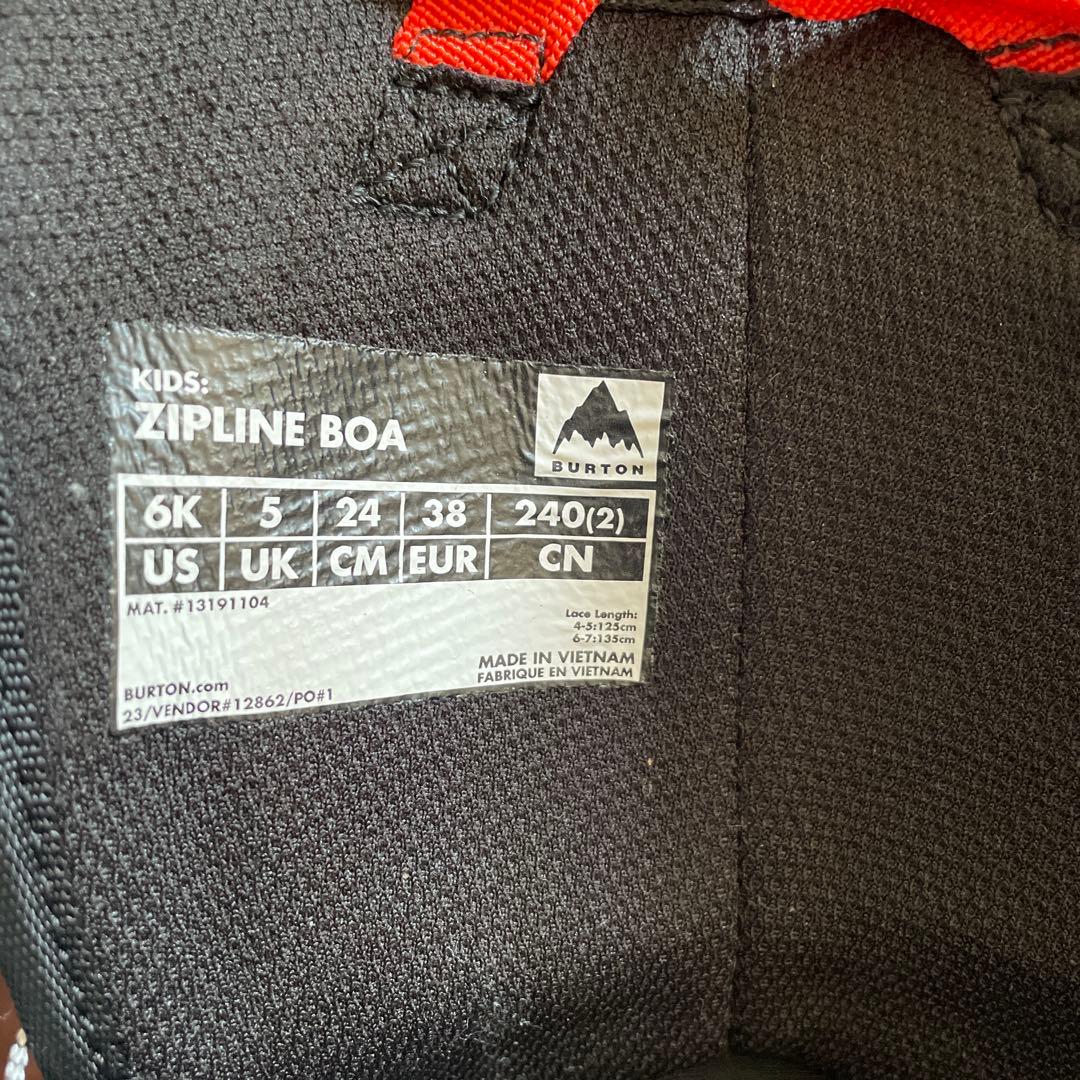 KIDS:
ZIPLINE BOA
BURTON
6K 5 24 38 240(2)
US UK CM EUR CN
MAT. #13191104
Lace Length:
4-5:125cm
6-7:135cm
MADE IN VIETNAM
FABRIQUE EN VIETNAM
BURTON.com
23/VENDOR#12862/PO#1